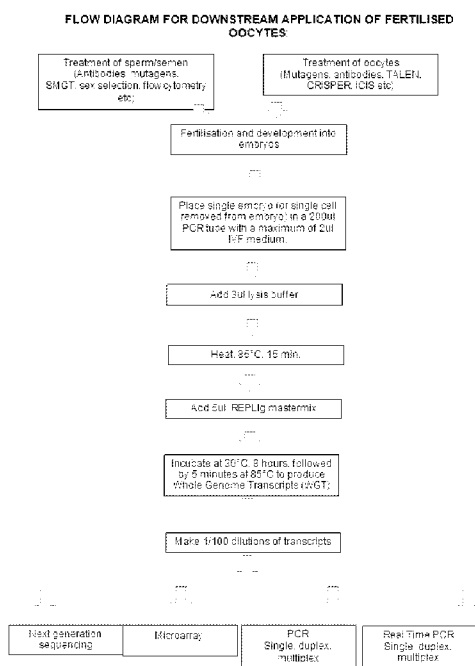 FLOW DIAGRAM FOR DOWNSTREAM APPLICATION OF FERTILISED
OOCYTES
Treatment of sperm/semen
(Antibodies, mutagens,
SMGT, sex selection, flow cytometry
etc)
Treatment of oocytes
(Mutagens, antibodies, TALEN,
CRISPER, ICIS etc)
Fertilisation and development into
embryos
Place single embryo (or single cell
removed from embryo) in a 200ul
PCR tube with a maximum of 2ul
IVF medium.
Add 3ul lysis buffer
Heat, 15 min.
Add 5ul REPLIg mastermix
Incubate at 30°C, hours, followed
by 5 minutes at 85°C to produce
Whole Genome Transcripts (WGT)
Make 1/100 dilutions of transcripts
Next generation
sequencing
Microarray
PCR
Single, duplex,
multiplex
Real Time PCR
Single, duplex,
multiplex